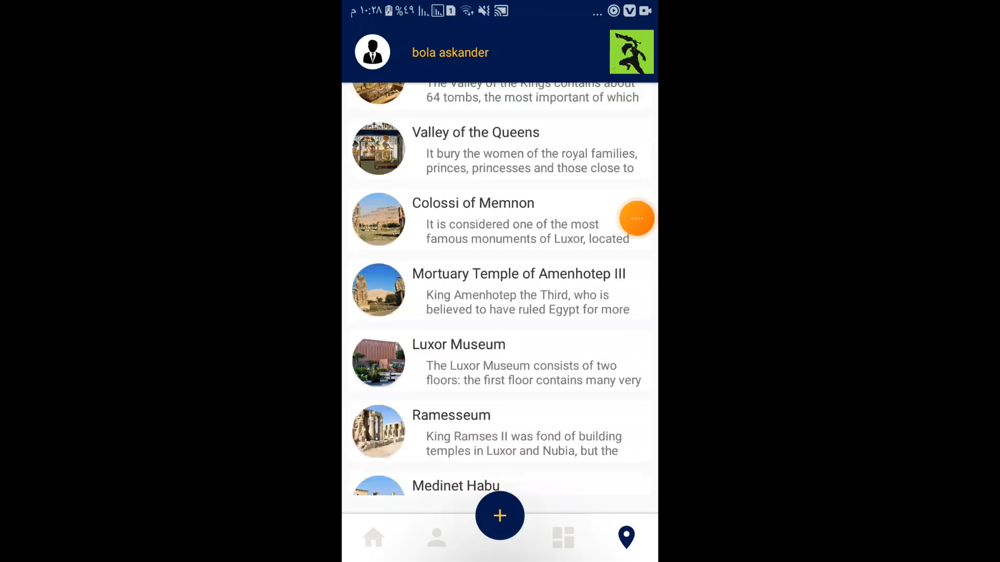 م ١٠:٢٨ %٤٩ 1 ...
bola askander
The Valley of the Kings contains about
64 tombs, the most important of which
Valley of the Queens
It bury the women of the royal families,
princes, princesses and those close to
Colossi of Memnon
It is considered one of the most
famous monuments of Luxor, located
Mortuary Temple of Amenhotep III
King Amenhotep the Third, who is
believed to have ruled Egypt for more
Luxor Museum
The Luxor Museum consists of two
floors: the first floor contains many very
Ramesseum
King Ramses II was fond of building
temples in Luxor and Nubia, but the
Medinet Habu
+